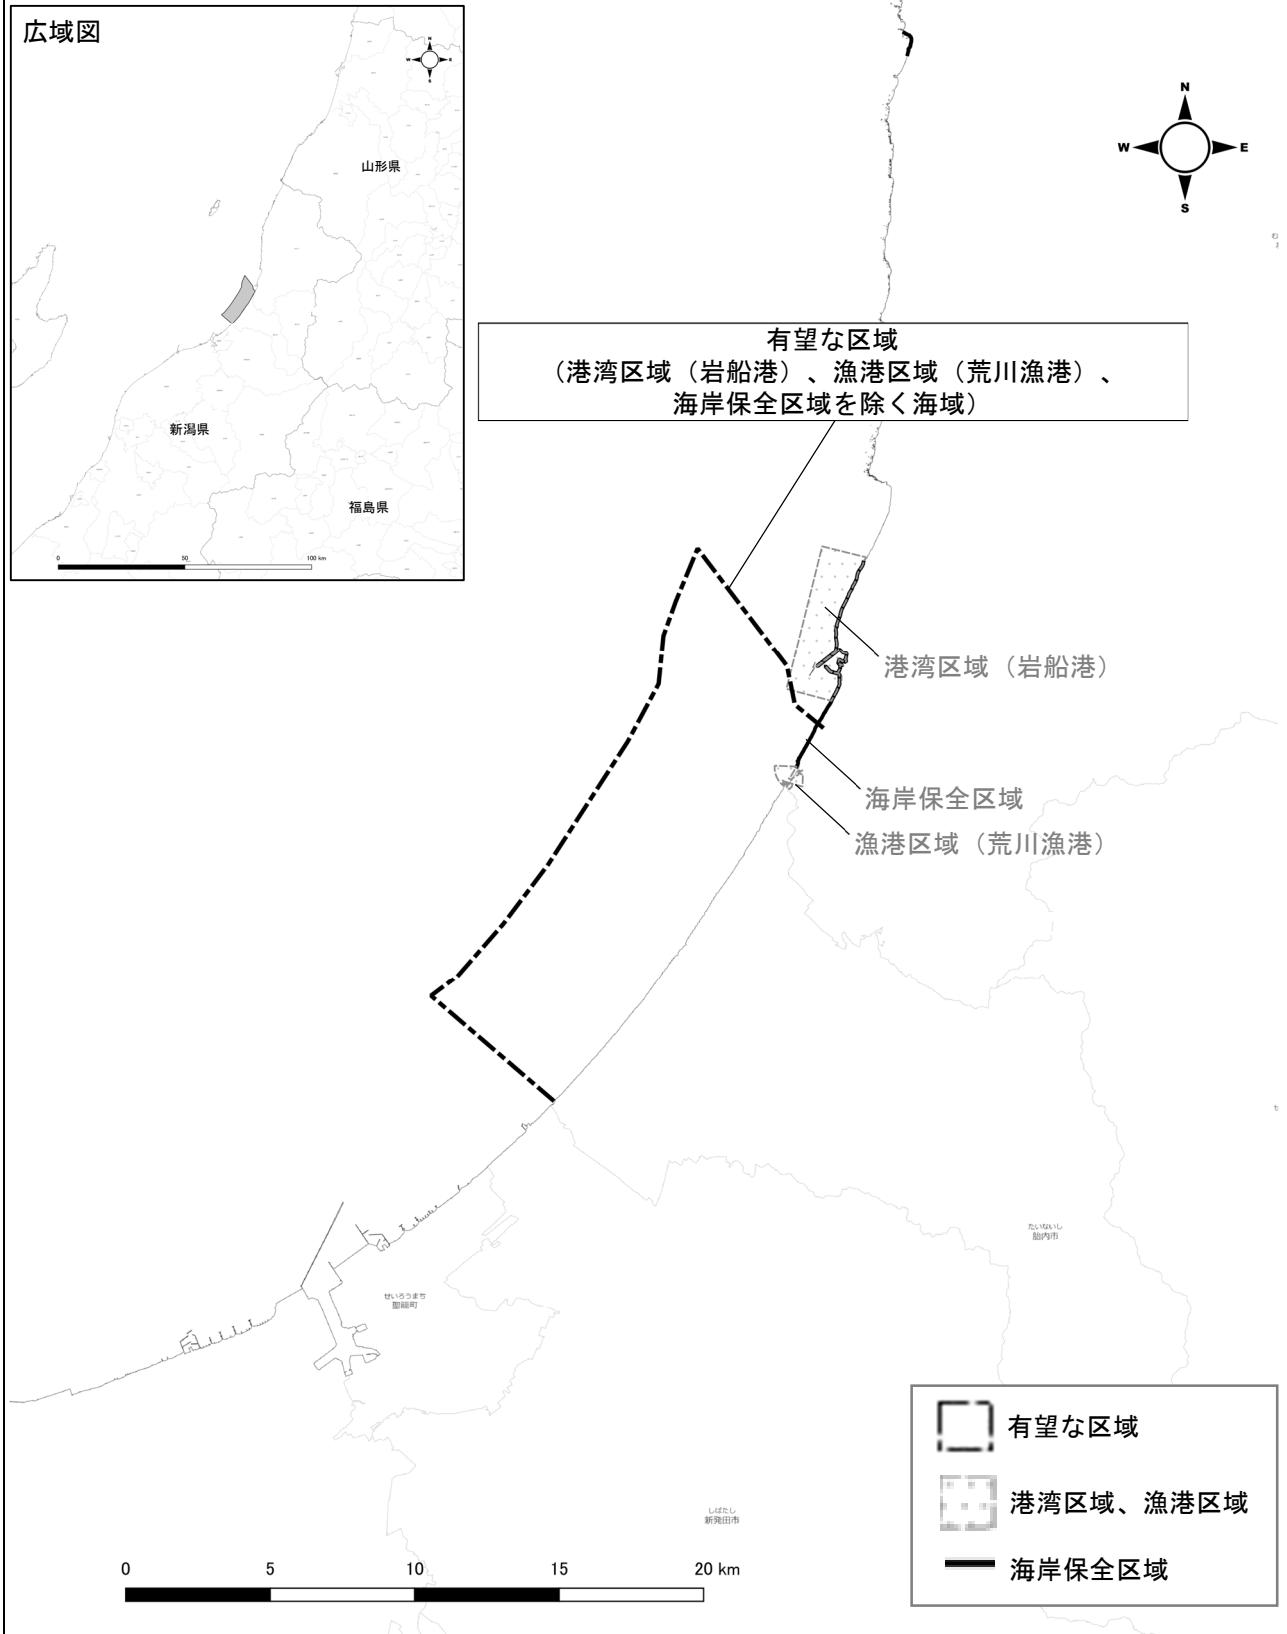 広域図
N
W
E
S
山形県
新潟県
福島県
0
50
100 km
N
W
E
S
有望な区域
（港湾区域（岩船港）、漁港区域（荒川漁港）、
海岸保全区域を除く海域）
港湾区域（岩船港）
海岸保全区域
漁港区域（荒川漁港）
たいないし
胎内市
せいろうまち
聖籠町
しばたし
新発田市
0
5
10
15
20 km
有望な区域
港湾区域、漁港区域
海岸保全区域